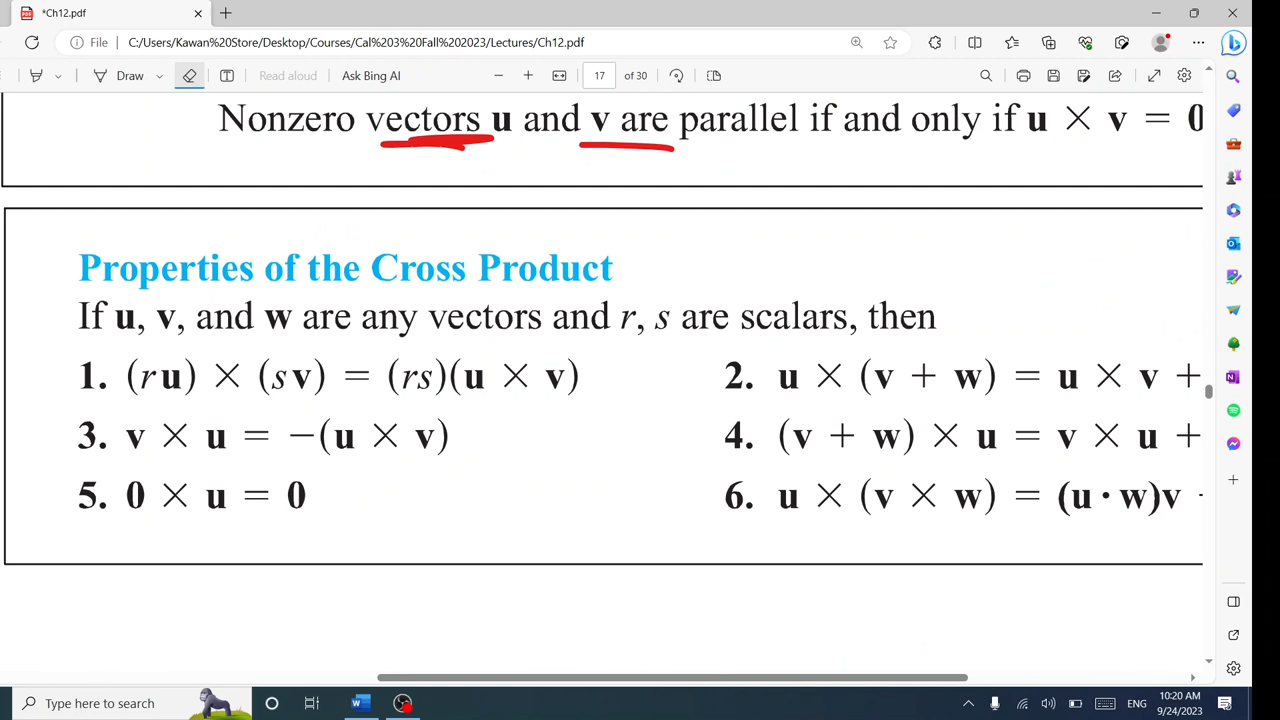 *Ch12.pdf
File
C:/Users/Kawan%20Store/Desktop/Courses/Cal%203%20Fall%202023/Lectures/Ch12.pdf
Draw
Read aloud
Ask Bing AI
17 of 30
Nonzero vectors u and v are parallel if and only if u × v = 0
Properties of the Cross Product
If u, v, and w are any vectors and r, s are scalars, then
1. (r u) × (s v) = (rs)(u × v)
2. u × (v + w) = u × v +
3. v × u = −(u × v)
4. (v + w) × u = v × u +
5. 0 × u = 0
6. u × (v × w) = (u · w)v -
Type here to search
ENG
10:20 AM
9/24/2023